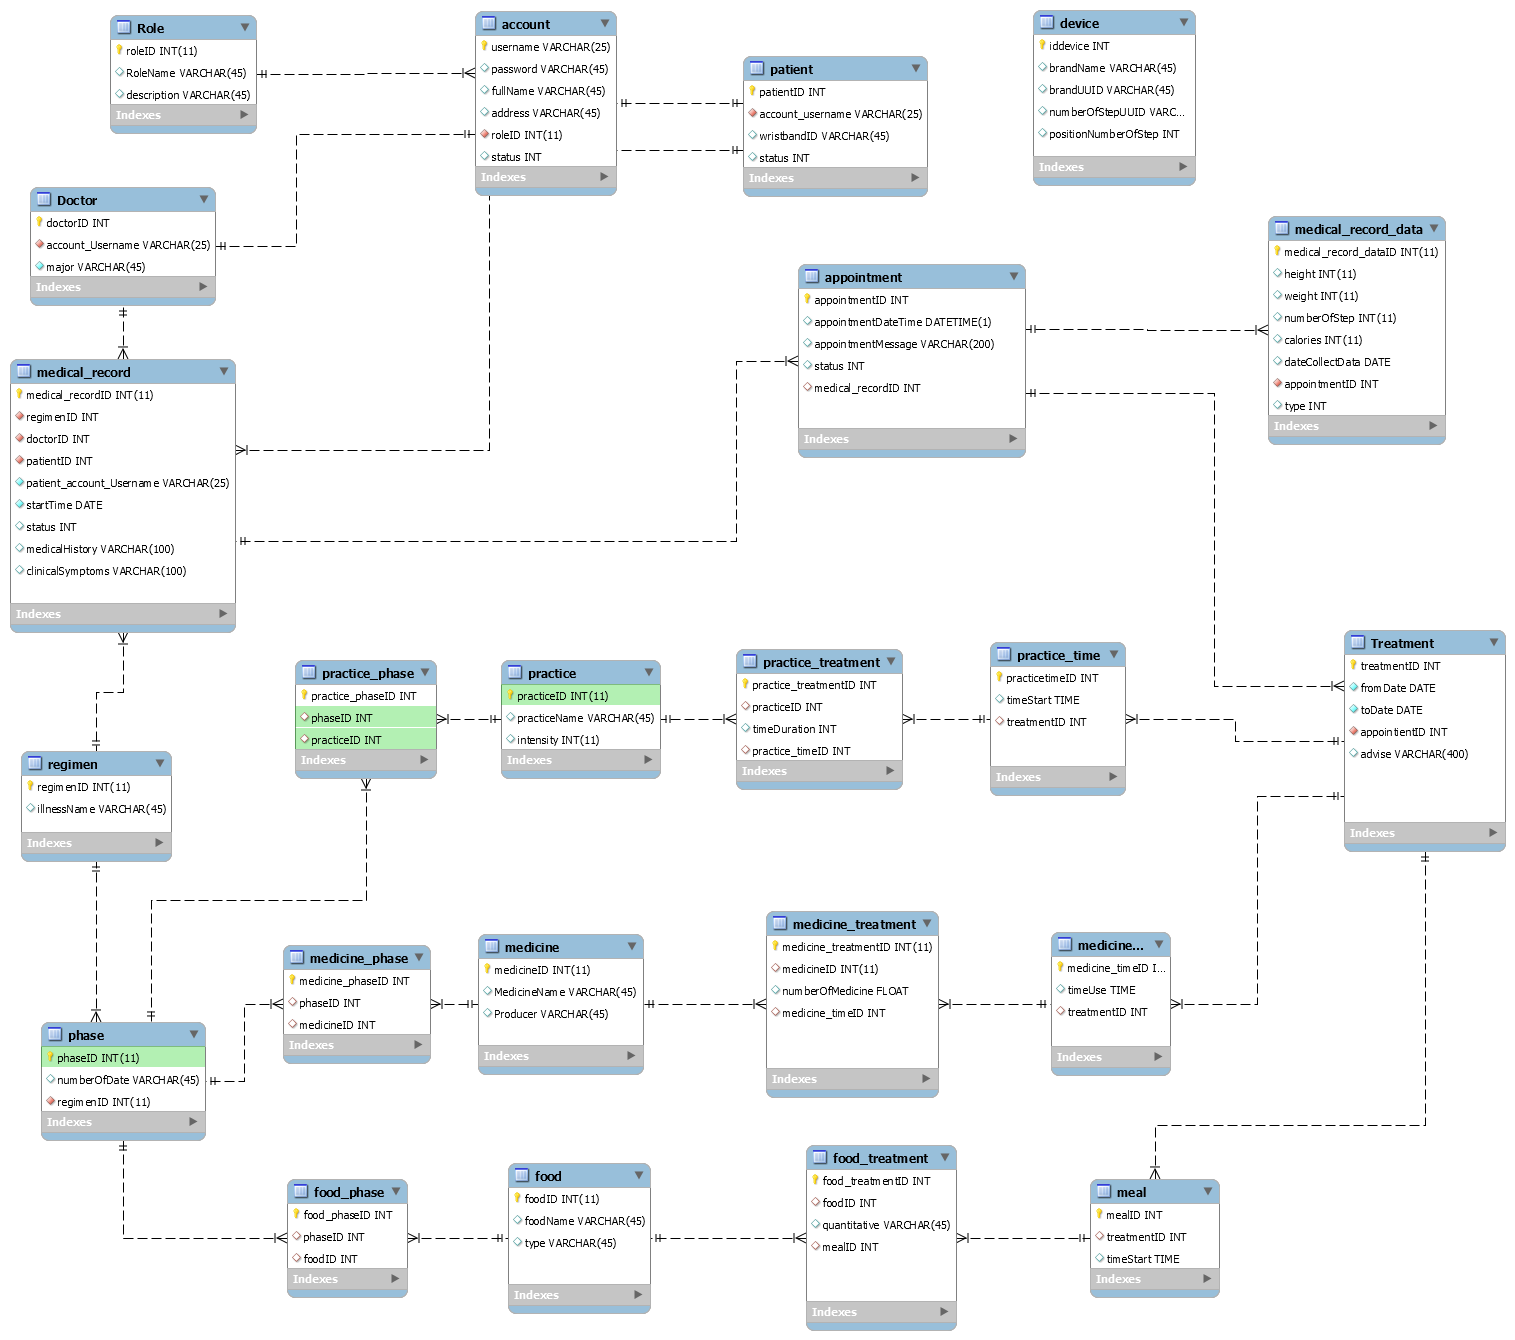 Role
roleID INT(11)
RoleName VARCHAR(45)
description VARCHAR(45)
Indexes
account
username VARCHAR(25)
password VARCHAR(45)
fullName VARCHAR(45)
address VARCHAR(45)
roleID INT(11)
status INT
Indexes
patient
patientID INT
account_username VARCHAR(25)
wristbandID VARCHAR(45)
status INT
Indexes
device
iddevice INT
brandName VARCHAR(45)
brandUUID VARCHAR(45)
numberOfStepUUID VARC...
positionNumberOfStep INT
Indexes
Doctor
doctorID INT
account_Username VARCHAR(25)
major VARCHAR(45)
Indexes
medical_record_data
medical_record_dataID INT(11)
height INT(11)
weight INT(11)
numberOfStep INT(11)
calories INT(11)
dateCollectData DATE
appointmentID INT
type INT
Indexes
appointment
appointmentID INT
appointmentDateTime DATETIME(1)
appointmentMessage VARCHAR(200)
status INT
medical_recordID INT
Indexes
medical_record
medical_recordID INT(11)
regimenID INT
doctorID INT
patientID INT
patient_account_Username VARCHAR(25)
startTime DATE
status INT
medicalHistory VARCHAR(100)
clinicalSymptoms VARCHAR(100)
Indexes
practice_phase
practice_phaseID INT
phaseID INT
practiceID INT
Indexes
practice
practiceID INT(11)
practiceName VARCHAR(45)
intensity INT(11)
Indexes
practice_treatment
practice_treatmentID INT
practiceID INT
timeDuration INT
practice_timeID INT
Indexes
practice_time
practicetimeID INT
timeStart TIME
treatmentID INT
Indexes
Treatment
treatmentID INT
fromDate DATE
toDate DATE
appointientID INT
advise VARCHAR(400)
Indexes
regimen
regimenID INT(11)
illnessName VARCHAR(45)
Indexes
medicine_phase
medicine_phaseID INT
phaseID INT
medicineID INT
Indexes
medicine
medicineID INT(11)
MedicineName VARCHAR(45)
Producer VARCHAR(45)
Indexes
medicine_treatment
medicine_treatmentID INT(11)
medicineID INT(11)
numberOfMedicine FLOAT
medicine_timeID INT
Indexes
medicine...
medicine_timeID I...
timeUse TIME
treatmentID INT
Indexes
phase
phaseID INT(11)
numberOfDate VARCHAR(45)
regimenID INT(11)
Indexes
food_phase
food_phaseID INT
phaseID INT
foodID INT
Indexes
food
foodID INT(11)
foodName VARCHAR(45)
type VARCHAR(45)
Indexes
food_treatment
food_treatmentID INT
foodID INT
quantitative VARCHAR(45)
mealID INT
Indexes
meal
mealID INT
treatmentID INT
timeStart TIME
Indexes